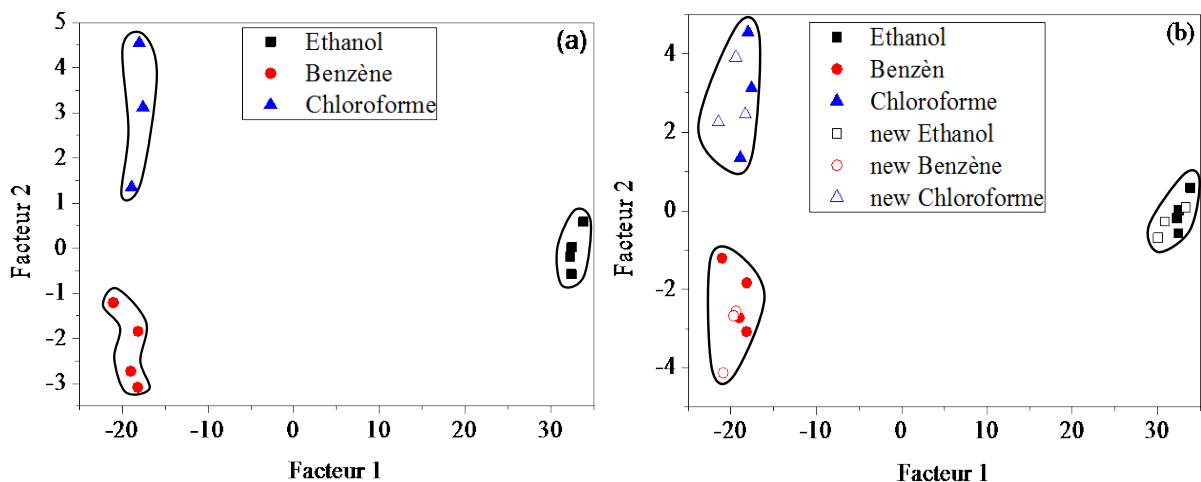 (a)
Ethanol
Benzène
Chloroforme
5
4
3
2
1
0
-1
-2
-3
Facteur 2
-20
-10
0
10
20
30
Facteur 1
(b)
Ethanol
Benzèn
Chloroforme
new Ethanol
new Benzène
new Chloroforme
4
2
0
-2
-4
Facteur 2
-20
-10
0
10
20
30
Facteur 1